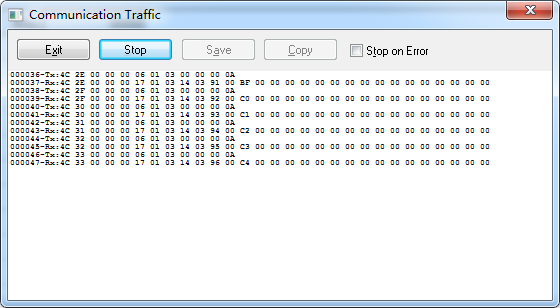 Communication Traffic
Exit Stop Save Copy Stop on Error
000036-Tx:4C 2E 00 00 00 06 01 03 00 00 00 0A
000037-Rx:4C 2E 00 00 00 17 01 03 14 03 91 00 BF 00 00 00 00 00 00 00 00 00 00 00 00 00 00 00 00
000038-Tx:4C 2F 00 00 00 06 01 03 00 00 00 0A
000039-Rx:4C 2F 00 00 00 17 01 03 14 03 92 00 C0 00 00 00 00 00 00 00 00 00 00 00 00 00 00 00 00
000040-Tx:4C 30 00 00 00 06 01 03 00 00 00 0A
000041-Rx:4C 30 00 00 00 17 01 03 14 03 93 00 C1 00 00 00 00 00 00 00 00 00 00 00 00 00 00 00 00
000042-Tx:4C 31 00 00 00 06 01 03 00 00 00 0A
000043-Rx:4C 31 00 00 00 17 01 03 14 03 94 00 C2 00 00 00 00 00 00 00 00 00 00 00 00 00 00 00 00
000044-Tx:4C 32 00 00 00 06 01 03 00 00 00 0A
000045-Rx:4C 32 00 00 00 17 01 03 14 03 95 00 C3 00 00 00 00 00 00 00 00 00 00 00 00 00 00 00 00
000046-Tx:4C 33 00 00 00 06 01 03 00 00 00 0A
000047-Rx:4C 33 00 00 00 17 01 03 14 03 96 00 C4 00 00 00 00 00 00 00 00 00 00 00 00 00 00 00 00